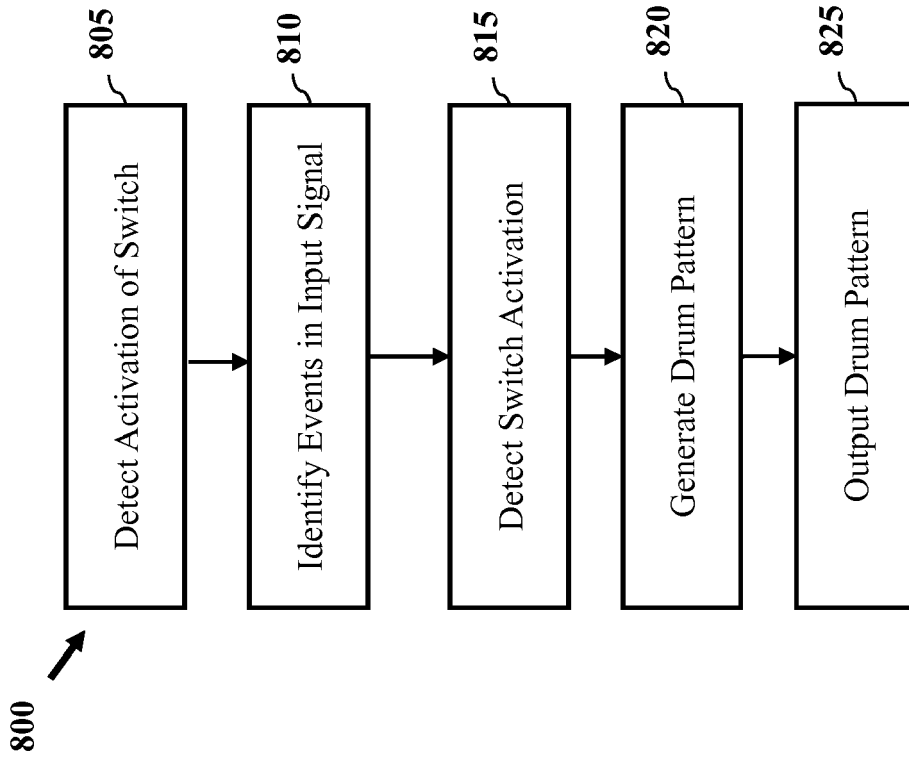 800
Detect Activation of Switch
805
Identify Events in Input Signal
810
Detect Switch Activation
815
Generate Drum Pattern
820
Output Drum Pattern
825